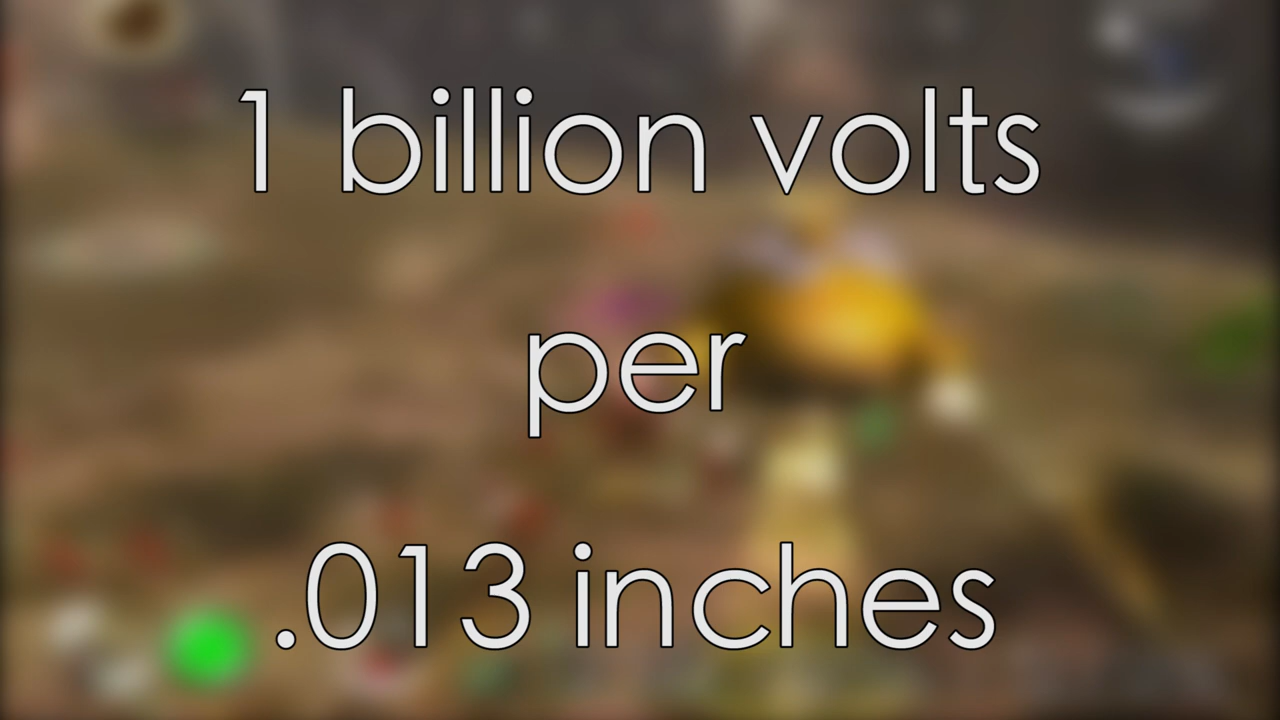 1 billion volts
per
.013 inches